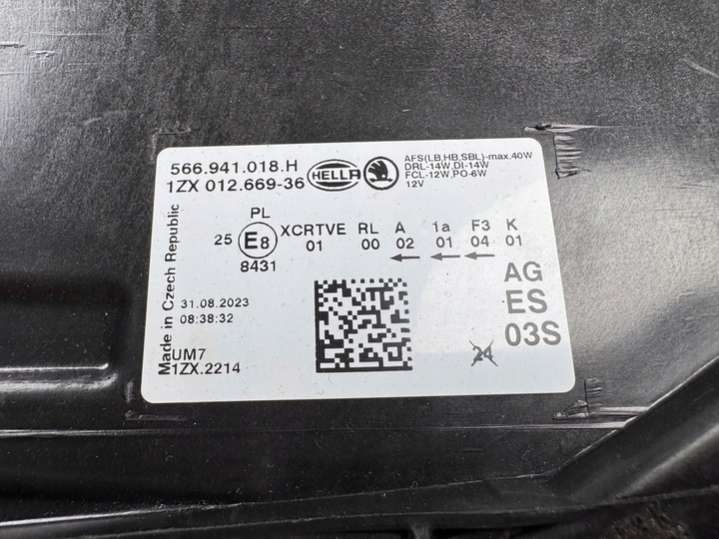 566.941.018.H
1ZX 012.669-36
HELLA
AFS(LB,HB,SBL)-max.40W
DRL-14W,DI-14W
FCL-12W,PO-6W
12V
Made in Czech Republic
PL
25 E8 XCRTVE RL A 1a F3 K
8431 01 00 02 01 04 01
31.08.2023
08:38:32
AG
ES
03S
UM7
1ZX.2214
24